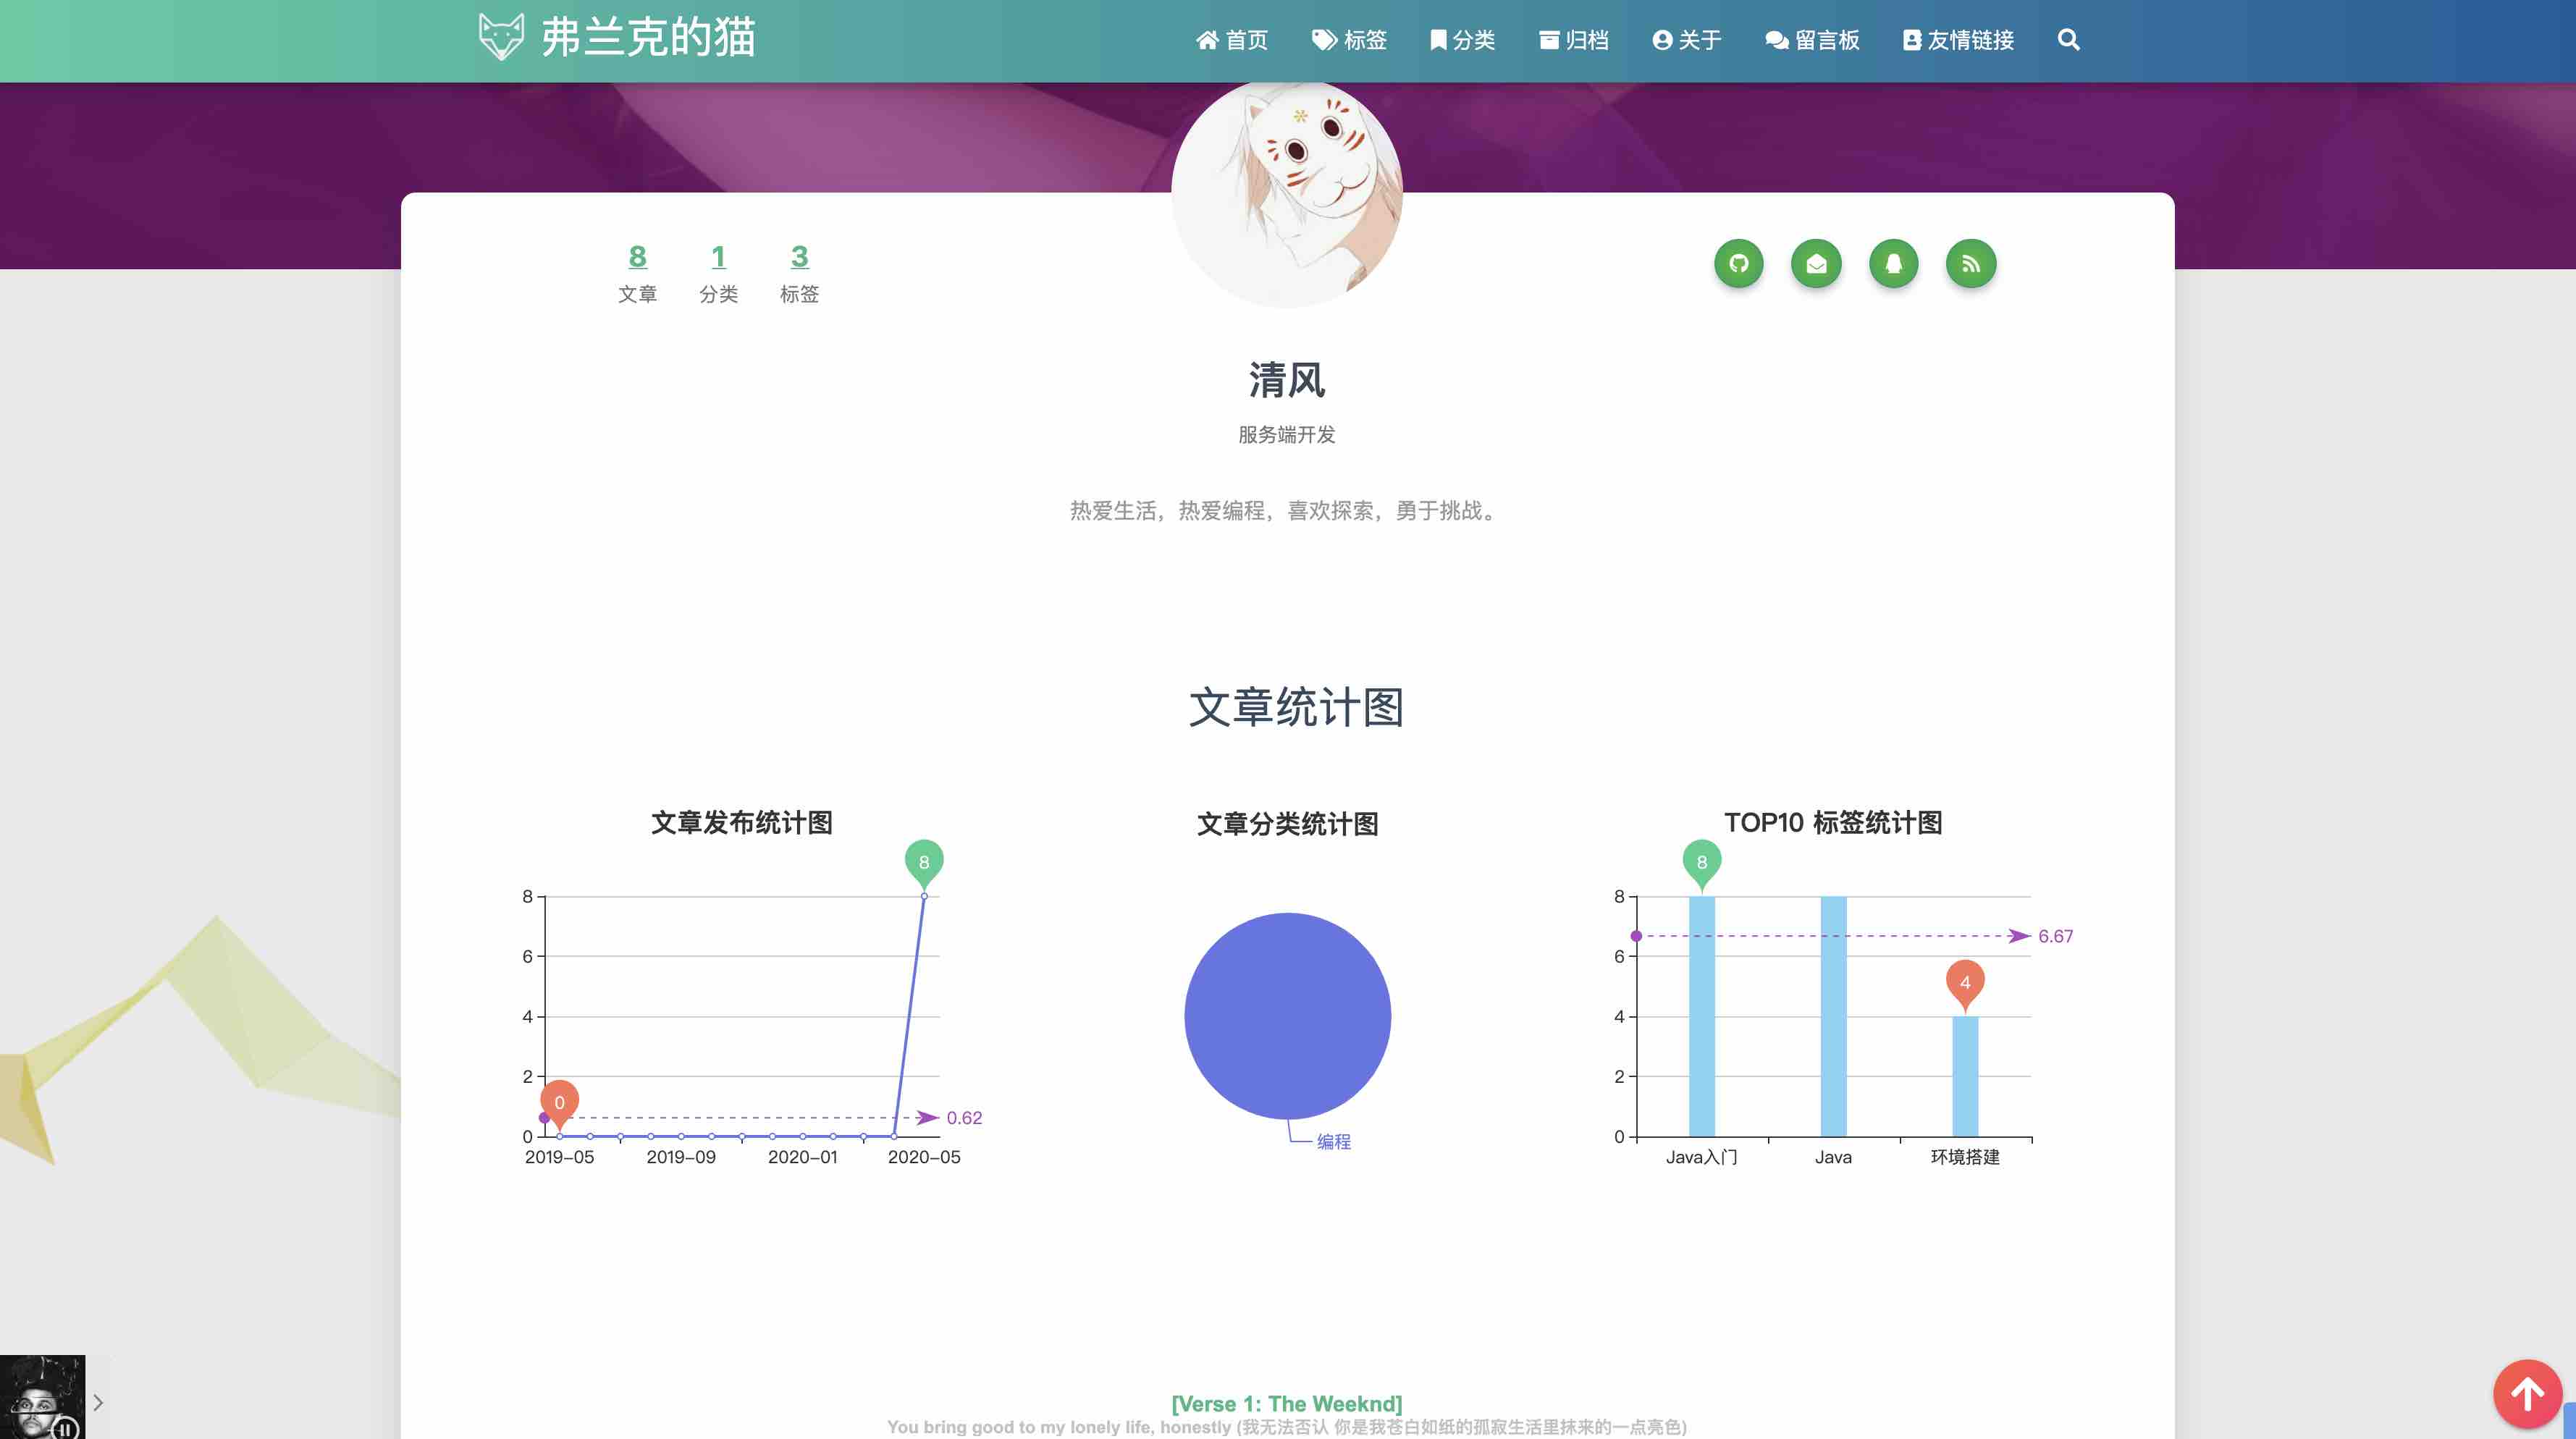 弗兰克的猫 首页 标签 分类 归档 关于 留言板 友情链接
8 1 3
文章 分类 标签
清风
服务端开发
热爱生活，热爱编程，喜欢探索，勇于挑战。
文章统计图
文章发布统计图
8
8
6
4
2
0
0
0.62
2019-05 2019-09 2020-01 2020-05
文章分类统计图
编程
TOP10 标签统计图
8
8
6.67
6
4
4
2
0
Java入门 Java 环境搭建
[Verse 1: The Weeknd]
You bring good to my lonely life, honestly (我无法否认 你是我苍白如纸的孤寂生活里抹来的一点亮色)